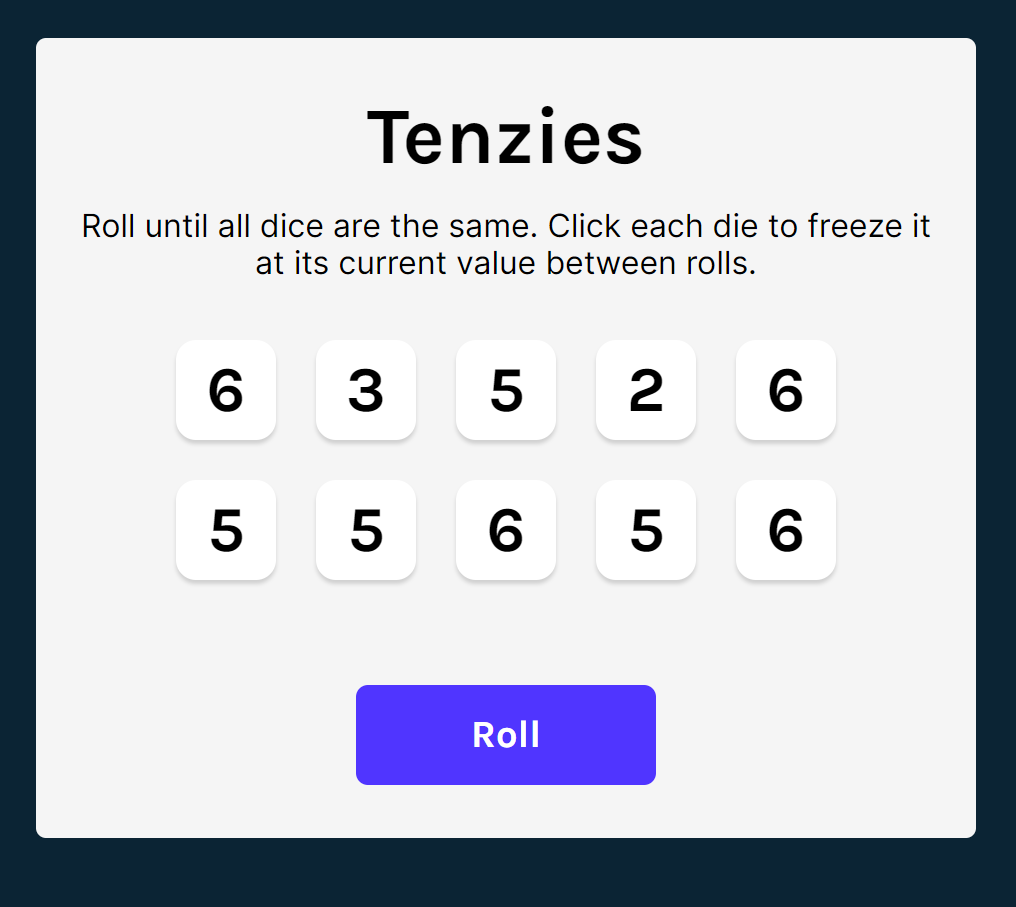 Tenzies
Roll until all dice are the same. Click each die to freeze it
at its current value between rolls.
6 3 5 2 6
5 5 6 5 6
Roll